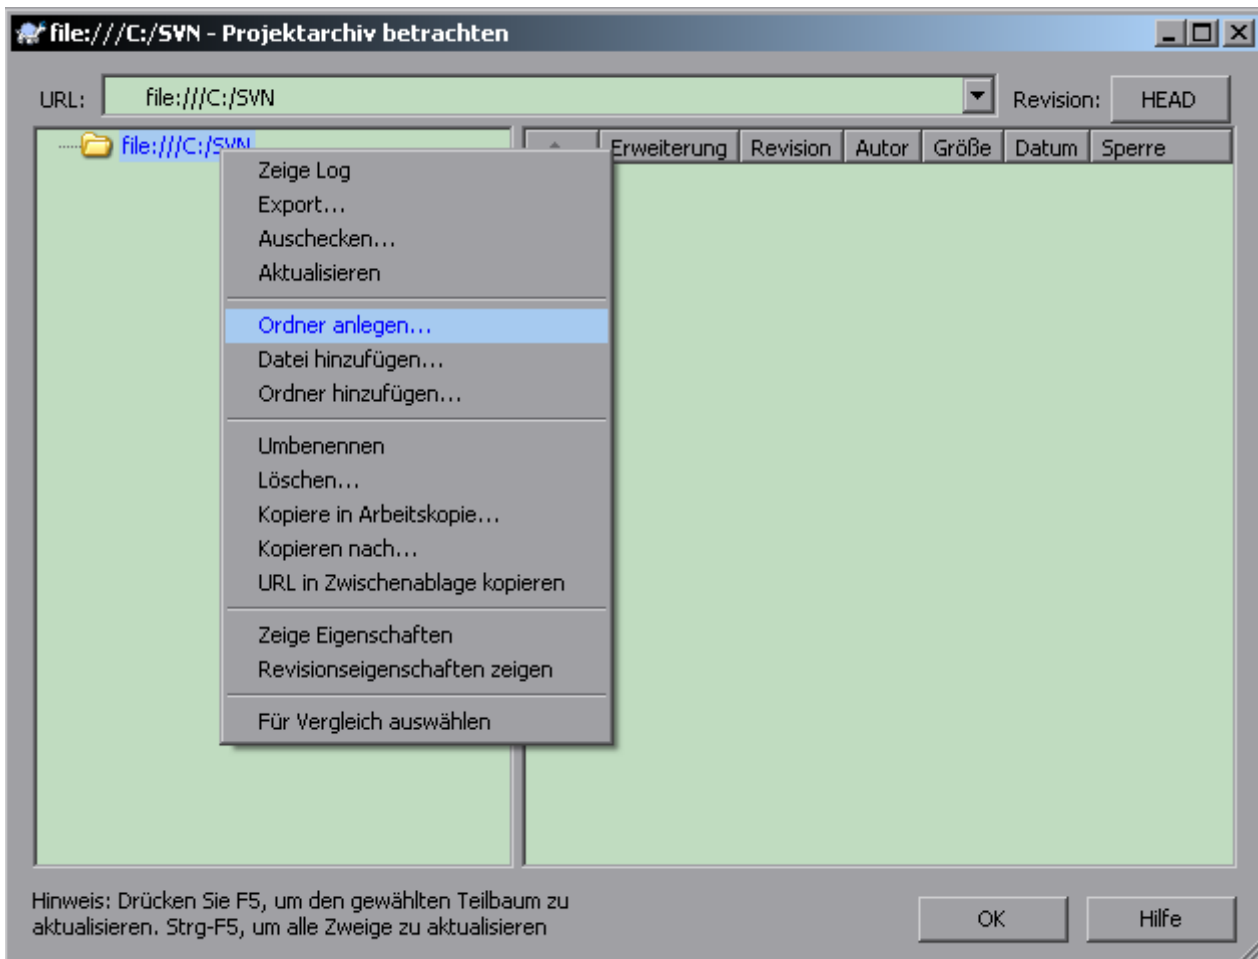 file:///C:/SVN - Projektarchiv betrachten
URL: file:///C:/SVN Revision: HEAD
file:///C:/SVN
Erweiterung Revision Autor Größe Datum Sperre
Zeige Log
Export...
Auschecken...
Aktualisieren
Ordner anlegen...
Datei hinzufügen...
Ordner hinzufügen...
Umbenennen
Löschen...
Kopiere in Arbeitskopie...
Kopieren nach...
URL in Zwischenablage kopieren
Zeige Eigenschaften
Revisionseigenschaften zeigen
Für Vergleich auswählen
Hinweis: Drücken Sie F5, um den gewählten Teilbaum zu
aktualisieren. Strg-F5, um alle Zweige zu aktualisieren
OK Hilfe